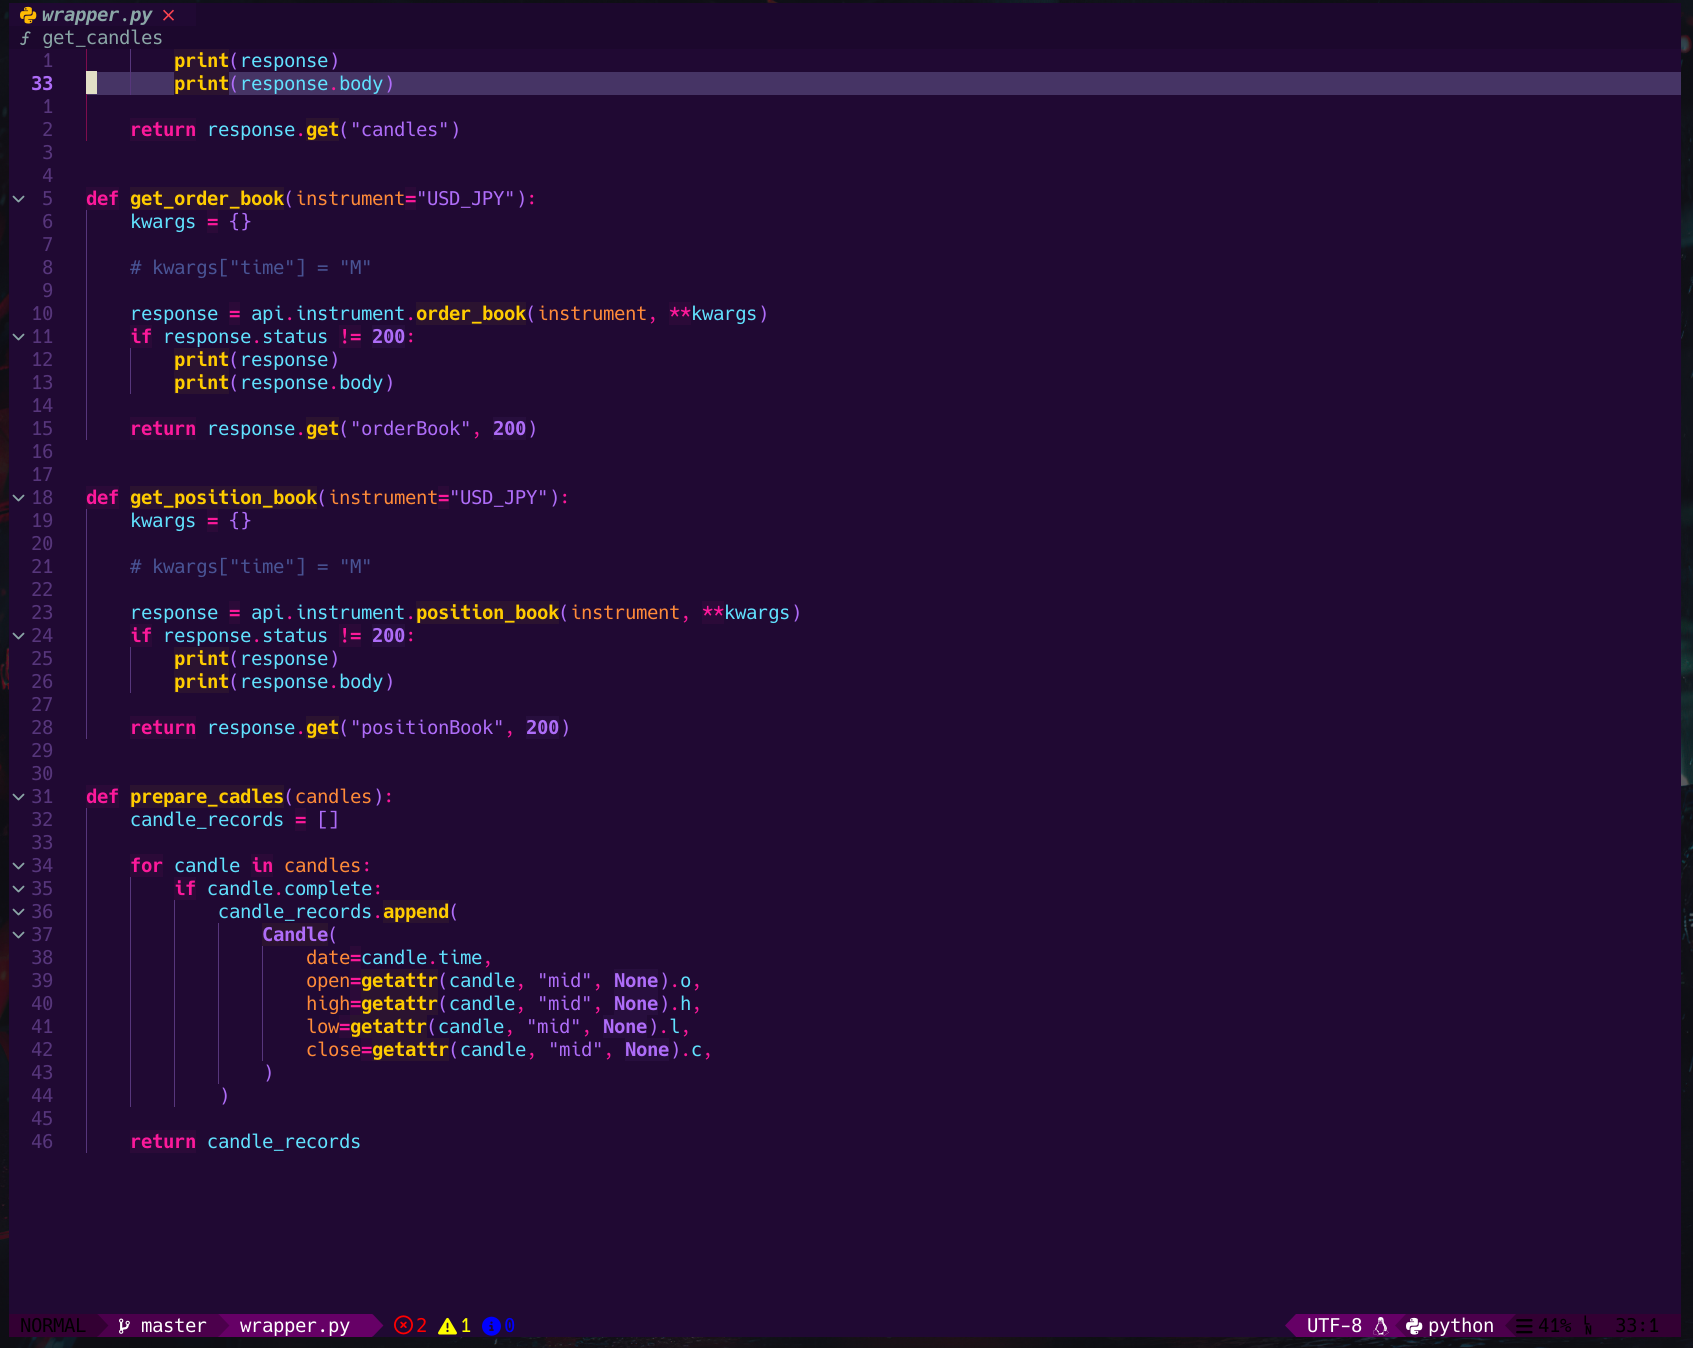 wrapper.py ✕
ƒ get_candles
1 print(response)
33 print(response.body)
1
2 return response.get("candles")
3
4
5 def get_order_book(instrument="USD_JPY"):
6 kwargs = {}
7
8 # kwargs["time"] = "M"
9
10 response = api.instrument.order_book(instrument, **kwargs)
11 if response.status != 200:
12 print(response)
13 print(response.body)
14
15 return response.get("orderBook", 200)
16
17
18 def get_position_book(instrument="USD_JPY"):
19 kwargs = {}
20
21 # kwargs["time"] = "M"
22
23 response = api.instrument.position_book(instrument, **kwargs)
24 if response.status != 200:
25 print(response)
26 print(response.body)
27
28 return response.get("positionBook", 200)
29
30
31 def prepare_cadles(candles):
32 candle_records = []
33
34 for candle in candles:
35 if candle.complete:
36 candle_records.append(
37 Candle(
38 date=candle.time,
39 open=getattr(candle, "mid", None).o,
40 high=getattr(candle, "mid", None).h,
41 low=getattr(candle, "mid", None).l,
42 close=getattr(candle, "mid", None).c,
43 )
44 )
45
46 return candle_records
NORMAL master wrapper.py 2 1 0 UTF-8 python 41% 33:1